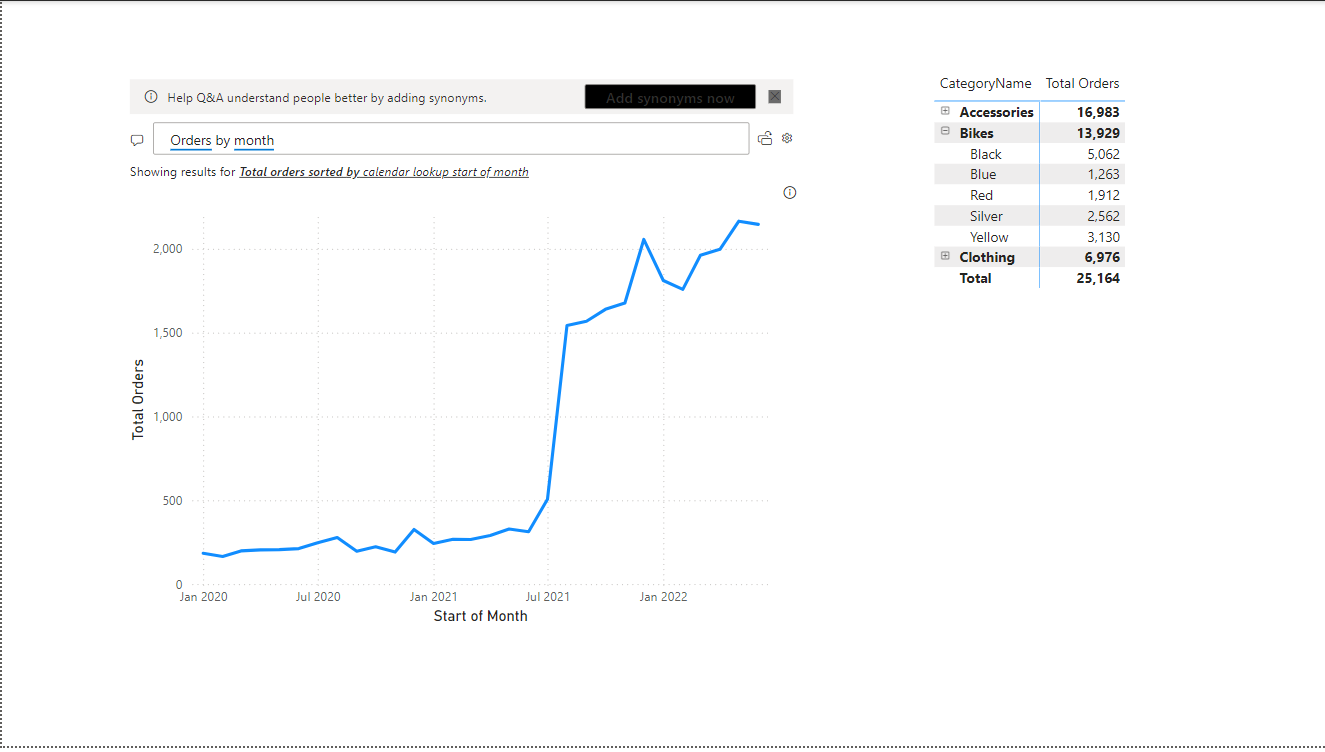 Help Q&A understand people better by adding synonyms.
Add synonyms now
Orders by month
Showing results for Total orders sorted by calendar lookup start of month
Total Orders
2,000
1,500
1,000
500
0
Jan 2020 Jul 2020 Jan 2021 Jul 2021 Jan 2022
Start of Month
CategoryName Total Orders
Accessories 16,983
Bikes 13,929
Black 5,062
Blue 1,263
Red 1,912
Silver 2,562
Yellow 3,130
Clothing 6,976
Total 25,164